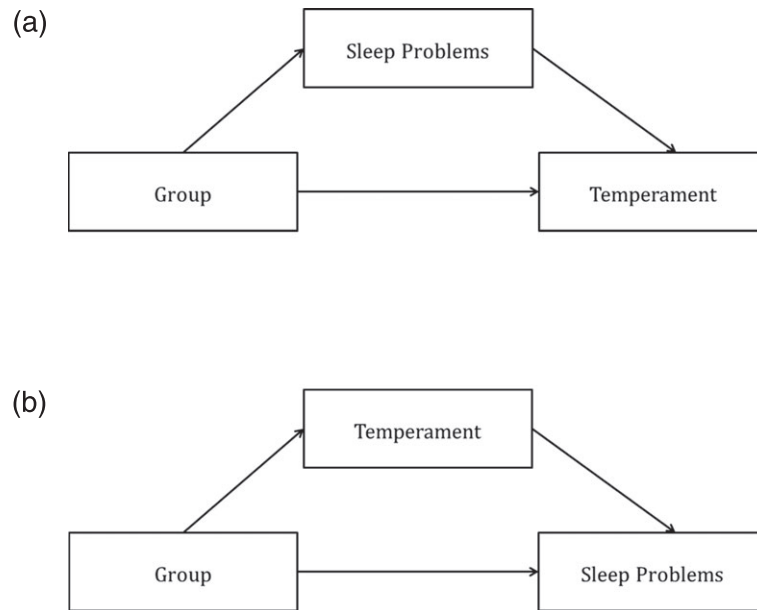 (a)
Sleep Problems
Group
Temperament
(b)
Temperament
Group
Sleep Problems